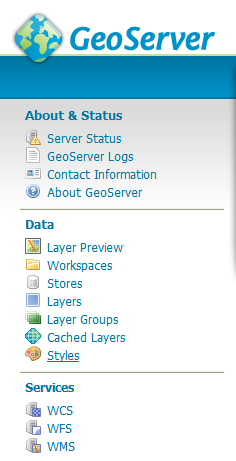 GeoServer
About & Status
Server Status
GeoServer Logs
Contact Information
About GeoServer
Data
Layer Preview
Workspaces
Stores
Layers
Layer Groups
Cached Layers
Styles
Services
WCS
WFS
WMS